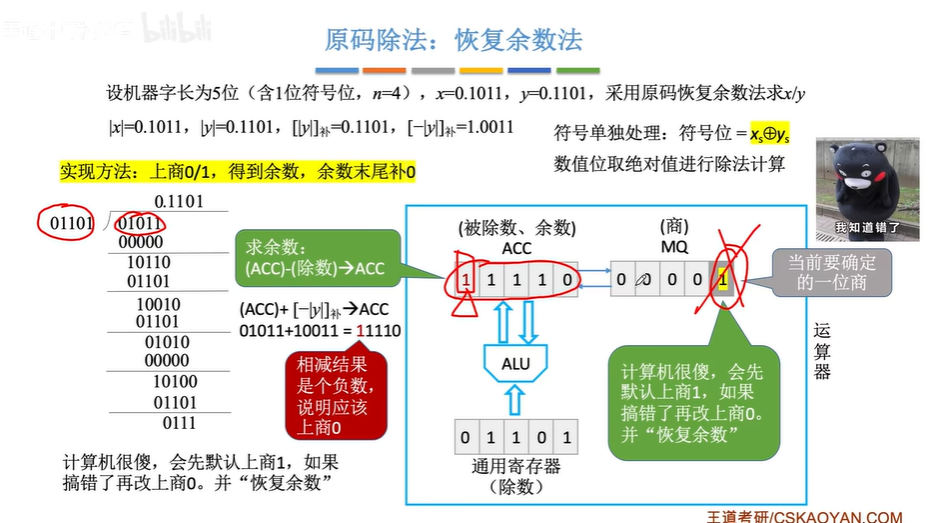 bilibili
原码除法：恢复余数法
设机器字长为5位（含1位符号位，n=4），x=0.1011，y=0.1101，采用原码恢复余数法求x/y
|x|=0.1011，|y|=0.1101，[|y|]补=0.1101，[−|y|]补=1.0011
符号单独处理：符号位 = xs⊕ys
数值位取绝对值进行除法计算
实现方法：上商0/1，得到余数，余数末尾补0
我知道错了
0.1101
01101
01011
00000
10110
01101
10010
01101
01010
00000
10100
01101
0111
求余数：
(ACC)-(除数)→ACC
(ACC)+ [−|y|]补→ACC
01011+10011 = 11110
相减结果
是个负数，
说明应该
上商0
(被除数、余数)
ACC
1 1 1 1 0
(商)
MQ
0 0 0 0 1
当前要确定
的一位商
ALU
0 1 1 0 1
通用寄存器
（除数）
运算器
计算机很傻，会先
默认上商1，如果
搞错了再改上商0。
并“恢复余数”
计算机很傻，会先默认上商1，如果
搞错了再改上商0。并“恢复余数”
王道考研/CSKAOYAN.COM